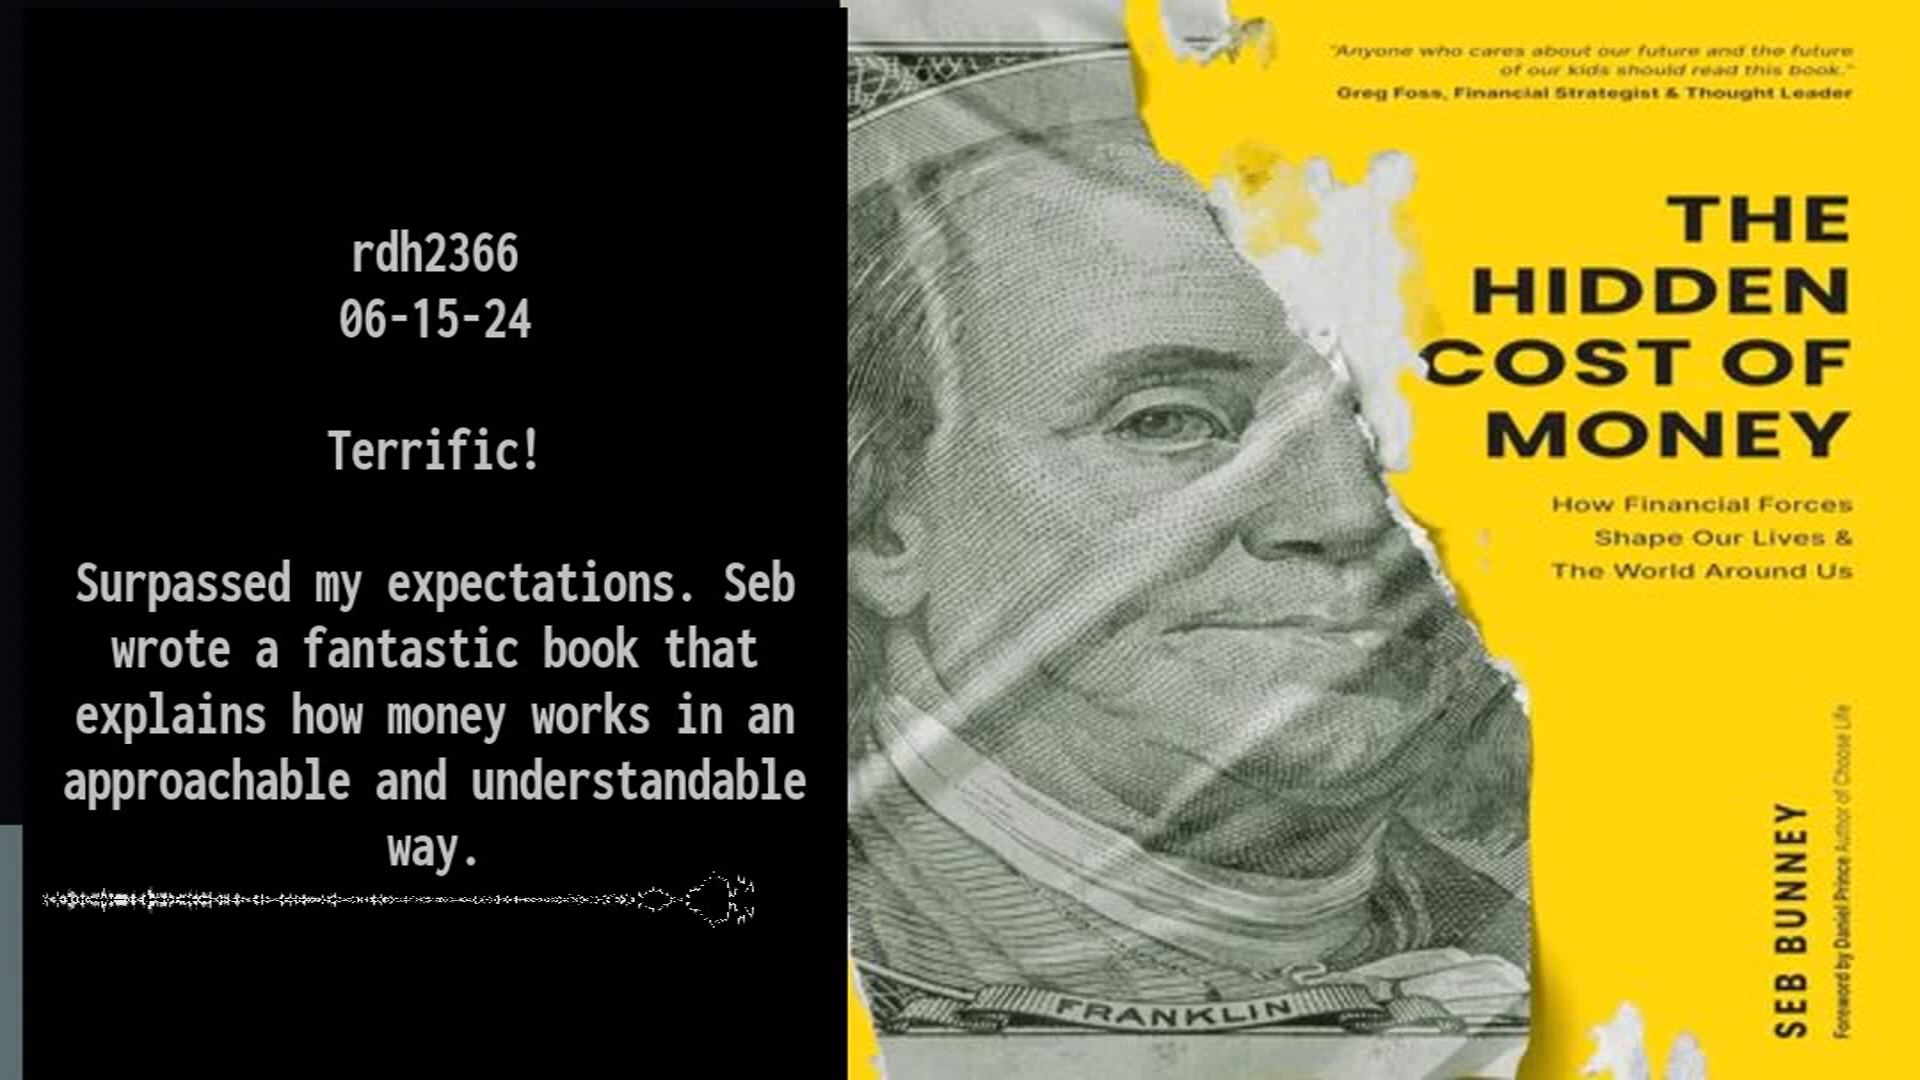 rdh2366
06-15-24
Terrific!
Surpassed my expectations. Seb
wrote a fantastic book that
explains how money works in an
approachable and understandable
way.
"Anyone who cares about our future and the future
of our kids should read this book."
Greg Foss, Financial Strategist & Thought Leader
THE
HIDDEN
COST OF
MONEY
How Financial Forces
Shape Our Lives &
The World Around Us
SEB BUNNEY
Foreword by Daniel Prince Author of Choose Life
FRANKLIN